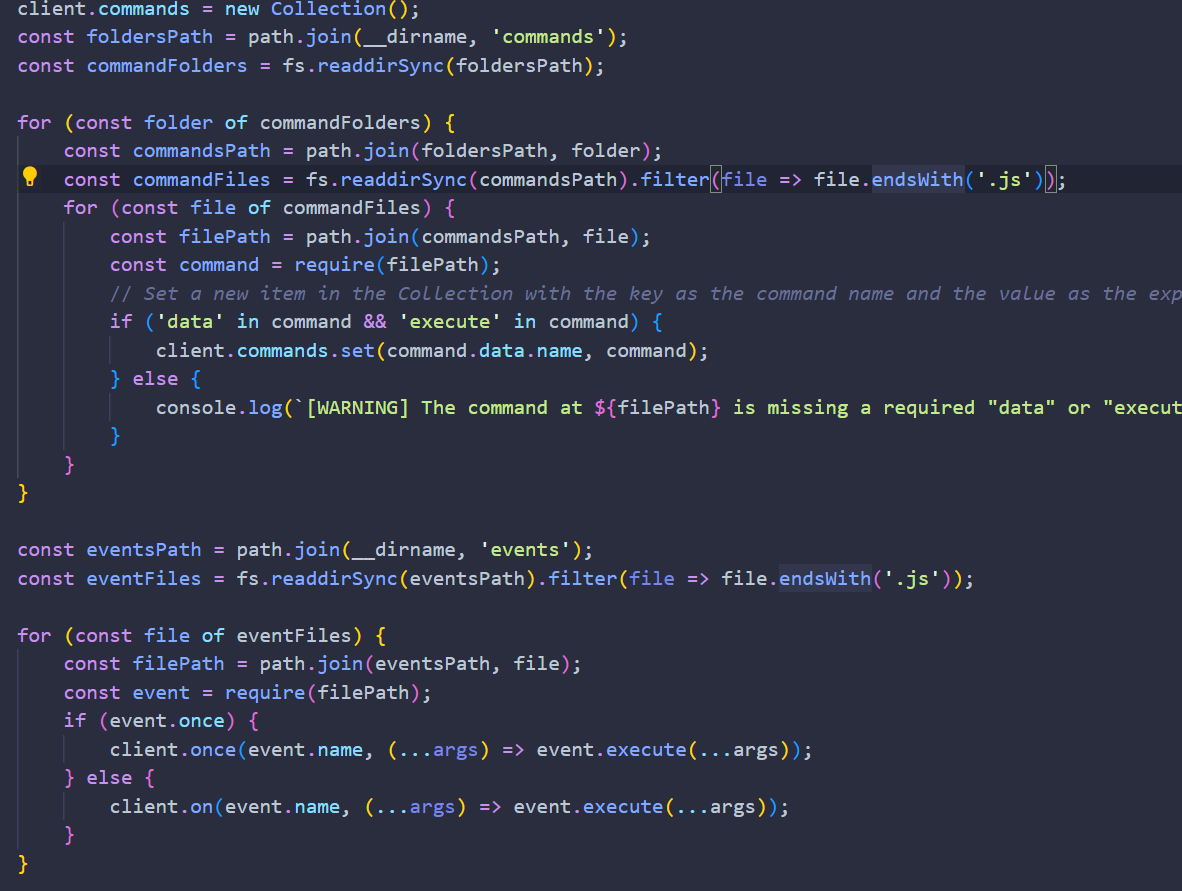 client.commands = new Collection();
const foldersPath = path.join(__dirname, 'commands');
const commandFolders = fs.readdirSync(foldersPath);

for (const folder of commandFolders) {
    const commandsPath = path.join(foldersPath, folder);
    const commandFiles = fs.readdirSync(commandsPath).filter(file => file.endsWith('.js'));
    for (const file of commandFiles) {
        const filePath = path.join(commandsPath, file);
        const command = require(filePath);
        // Set a new item in the Collection with the key as the command name and the value as the exp
        if ('data' in command && 'execute' in command) {
            client.commands.set(command.data.name, command);
        } else {
            console.log(`[WARNING] The command at ${filePath} is missing a required "data" or "execut
        }
    }
}

const eventsPath = path.join(__dirname, 'events');
const eventFiles = fs.readdirSync(eventsPath).filter(file => file.endsWith('.js'));

for (const file of eventFiles) {
    const filePath = path.join(eventsPath, file);
    const event = require(filePath);
    if (event.once) {
        client.once(event.name, (...args) => event.execute(...args));
    } else {
        client.on(event.name, (...args) => event.execute(...args));
    }
}